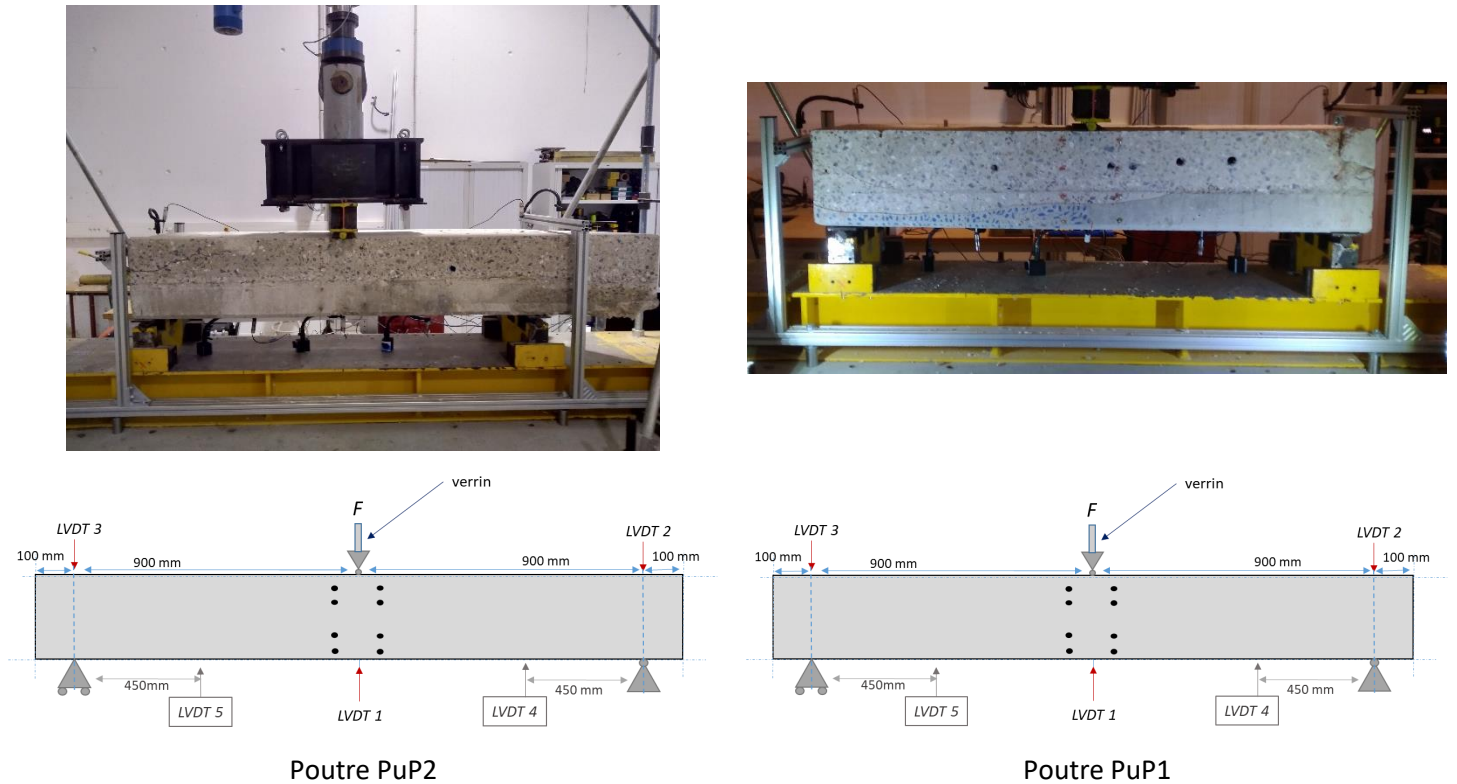 verrin
F
LVDT 3
LVDT 2
100 mm
900 mm
900 mm
100 mm
450mm
450 mm
LVDT 5
LVDT 1
LVDT 4
Poutre PuP2
verrin
F
LVDT 3
LVDT 2
100 mm
900 mm
900 mm
100 mm
450mm
450 mm
LVDT 5
LVDT 1
LVDT 4
Poutre PuP1